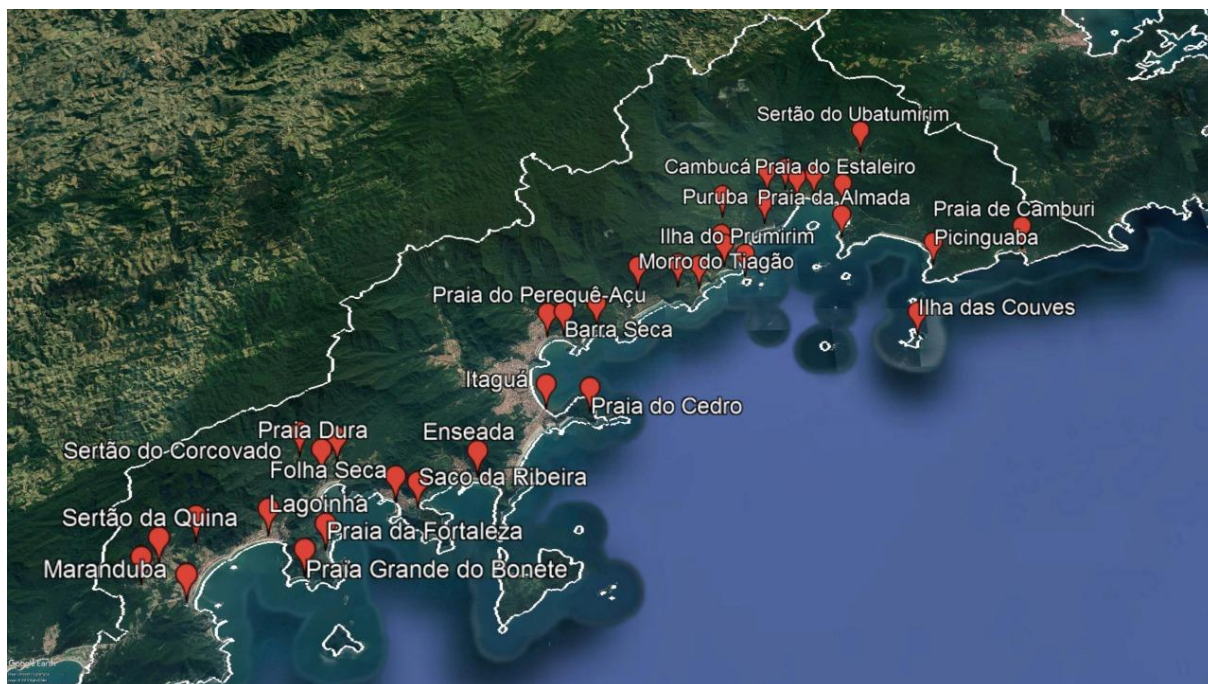 Sertão do Ubatumirim
Cambucá Praia do Estaleiro
Puruba Praia da Almada
Praia de Camburi
Ilha do Prumirim
Picinguaba
Morro do Tiagão
Praia do Perequê-Açu
Ilha das Couves
Barra Seca
Itaguá
Praia do Cedro
Praia Dura
Enseada
Sertão do Corcovado
Folha Seca
Saco da Ribeira
Lagoinha
Sertão da Quina
Praia da Fortaleza
Maranduba
Praia Grande do Bonete
Google Earth